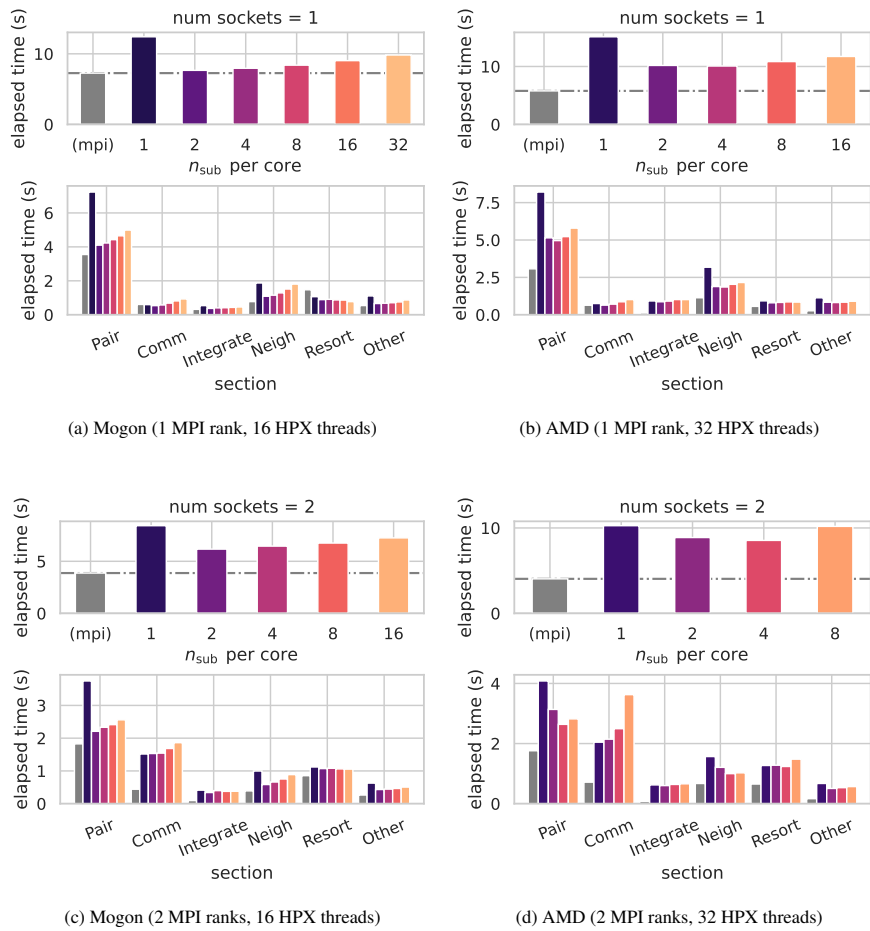 num sockets = 1
elapsed time (s)
10
0
(mpi) 1 2 4 8 16 32
n_sub per core
elapsed time (s)
6
4
2
0
Pair Comm Integrate Neigh Resort Other
section
(a) Mogon (1 MPI rank, 16 HPX threads)
num sockets = 1
elapsed time (s)
10
0
(mpi) 1 2 4 8 16
n_sub per core
elapsed time (s)
7.5
5.0
2.5
0.0
Pair Comm Integrate Neigh Resort Other
section
(b) AMD (1 MPI rank, 32 HPX threads)
num sockets = 2
elapsed time (s)
5
0
(mpi) 1 2 4 8 16
n_sub per core
elapsed time (s)
3
2
1
0
Pair Comm Integrate Neigh Resort Other
section
(c) Mogon (2 MPI ranks, 16 HPX threads)
num sockets = 2
elapsed time (s)
10
0
(mpi) 1 2 4 8
n_sub per core
elapsed time (s)
4
2
0
Pair Comm Integrate Neigh Resort Other
section
(d) AMD (2 MPI ranks, 32 HPX threads)